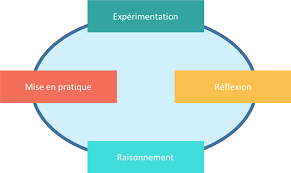 Expérimentation
Mise en pratique
Réflexion
Raisonnement